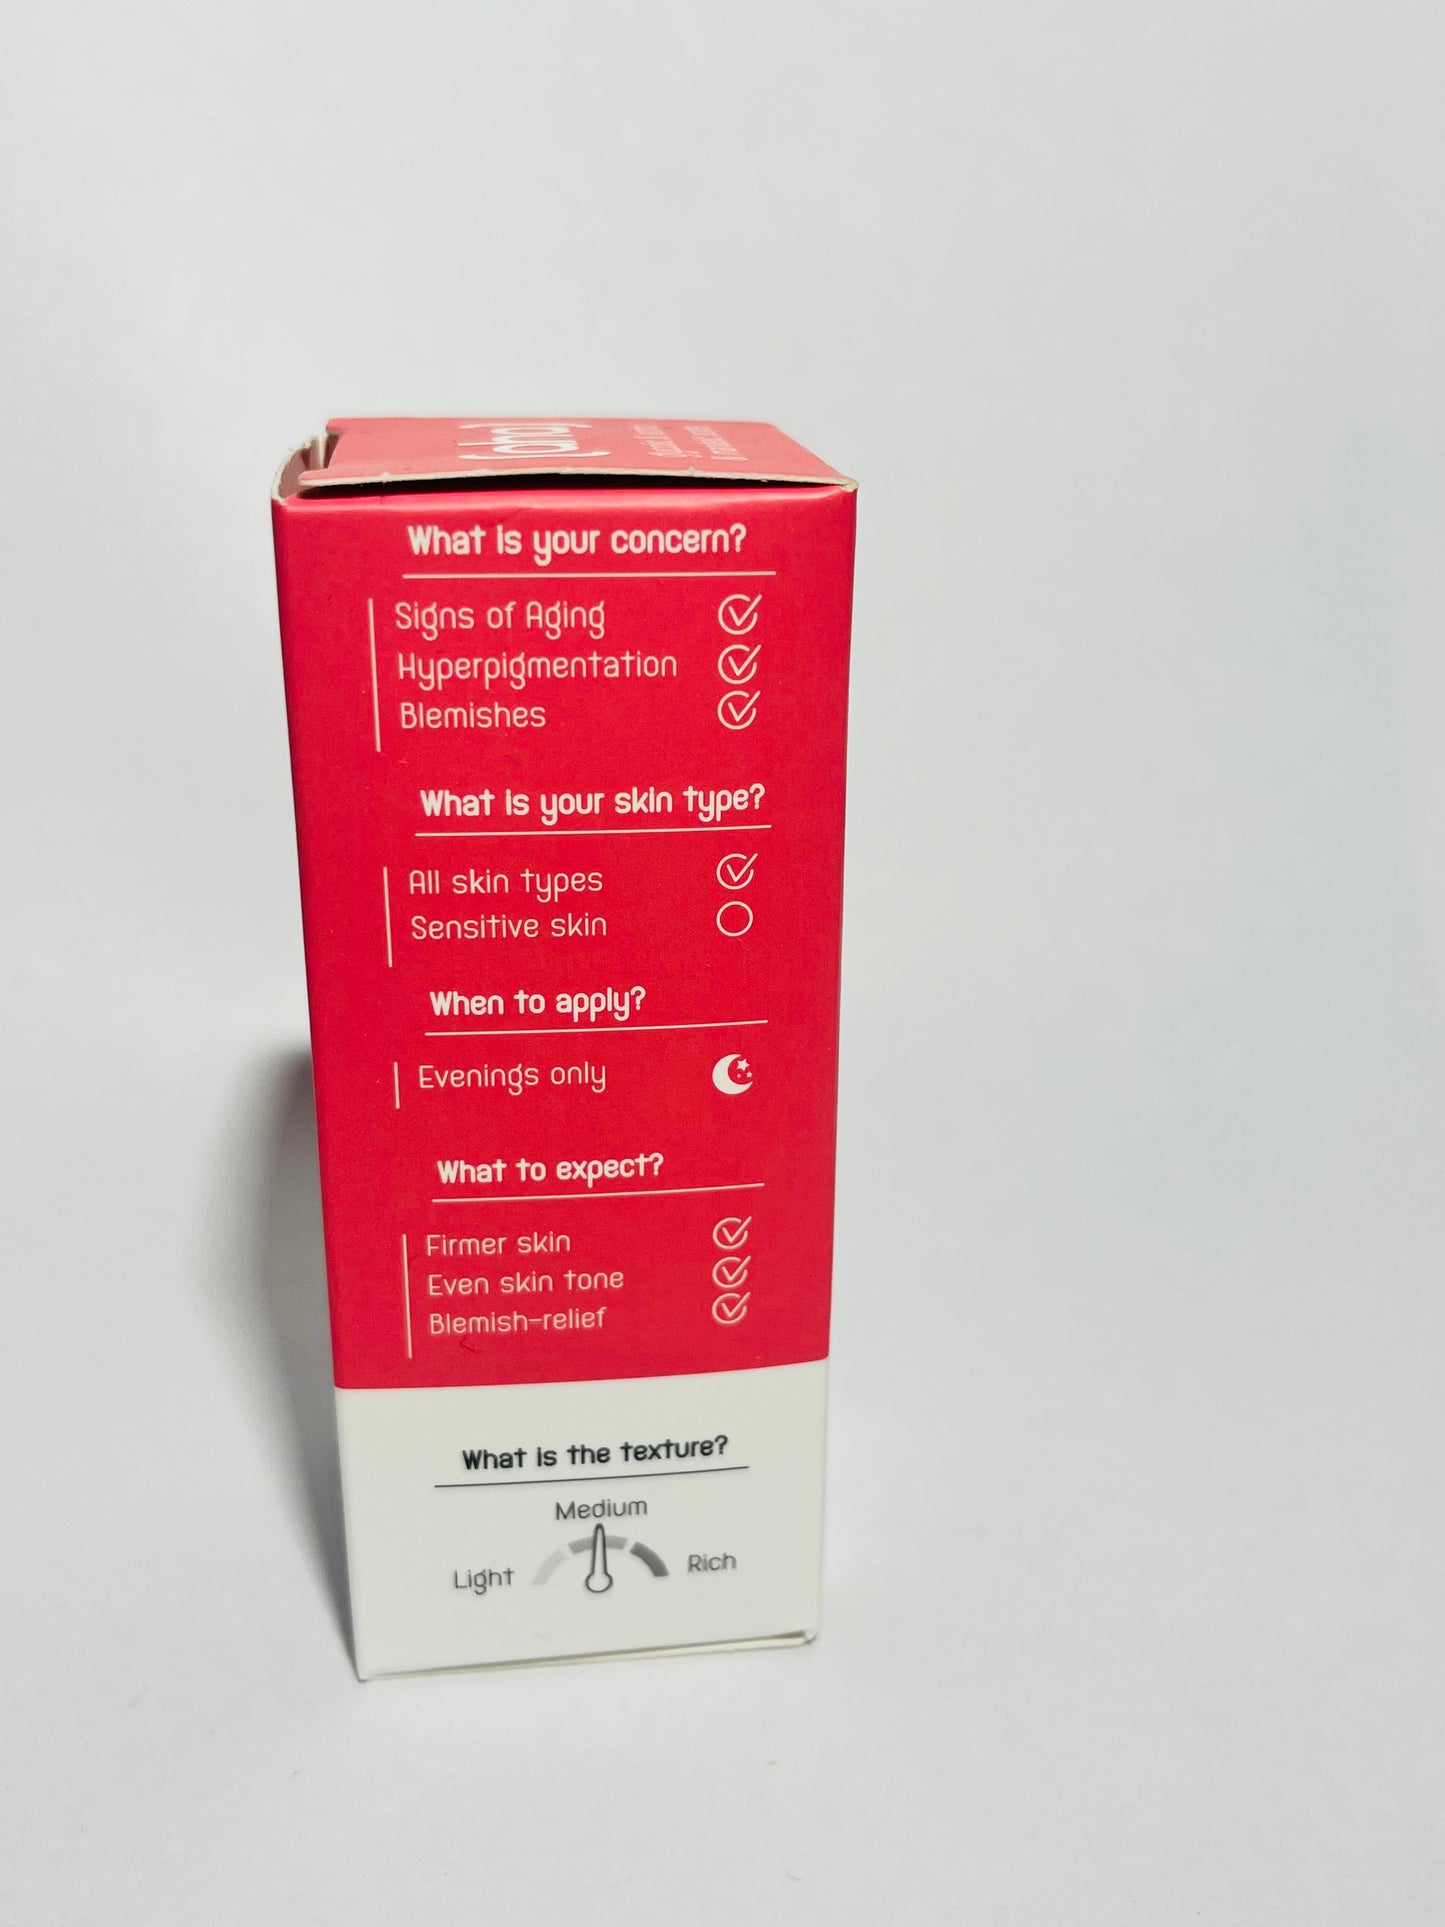 What is your concern?
Signs of Aging
Hyperpigmentation
Blemishes
What is your skin type?
All skin types
Sensitive skin
When to apply?
Evenings only
What to expect?
Firmer skin
Even skin tone
Blemish-relief
What is the texture?
Medium
Light
Rich